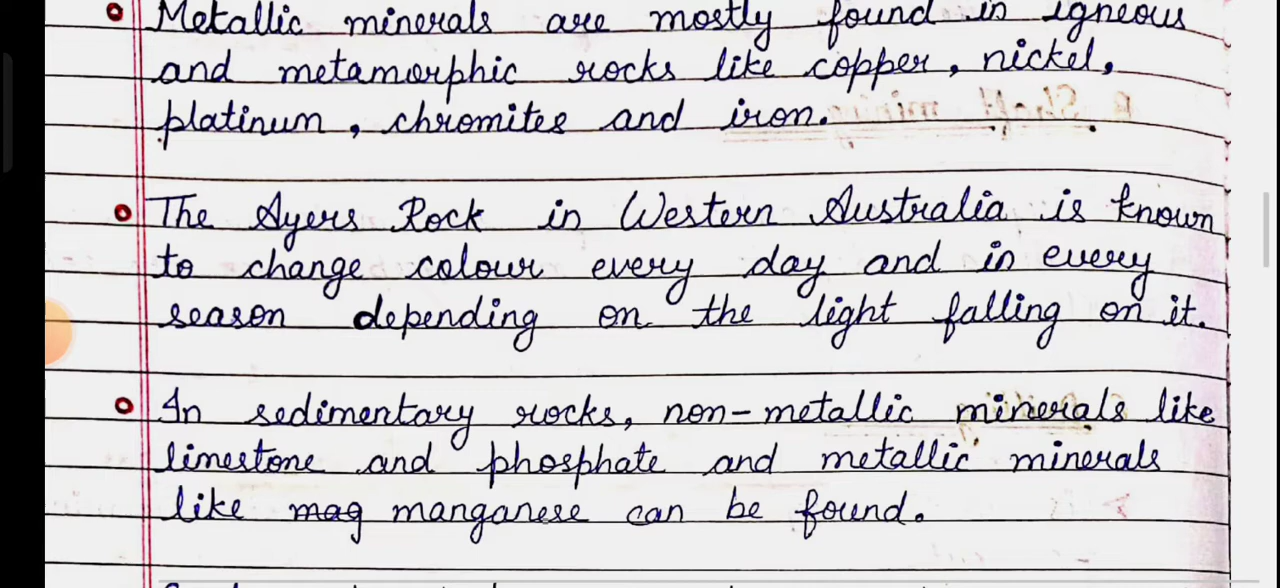 Metallic minerals are mostly found in igneous
and metamorphic rocks like copper, nickel,
platinum, chromites and iron.
The Ayers Rock in Western Australia is known
to change colour every day and in every
season depending on the light falling on it.
In sedimentary rocks, non-metallic minerals like
limestone and phosphate and metallic minerals
like mag manganese can be found.